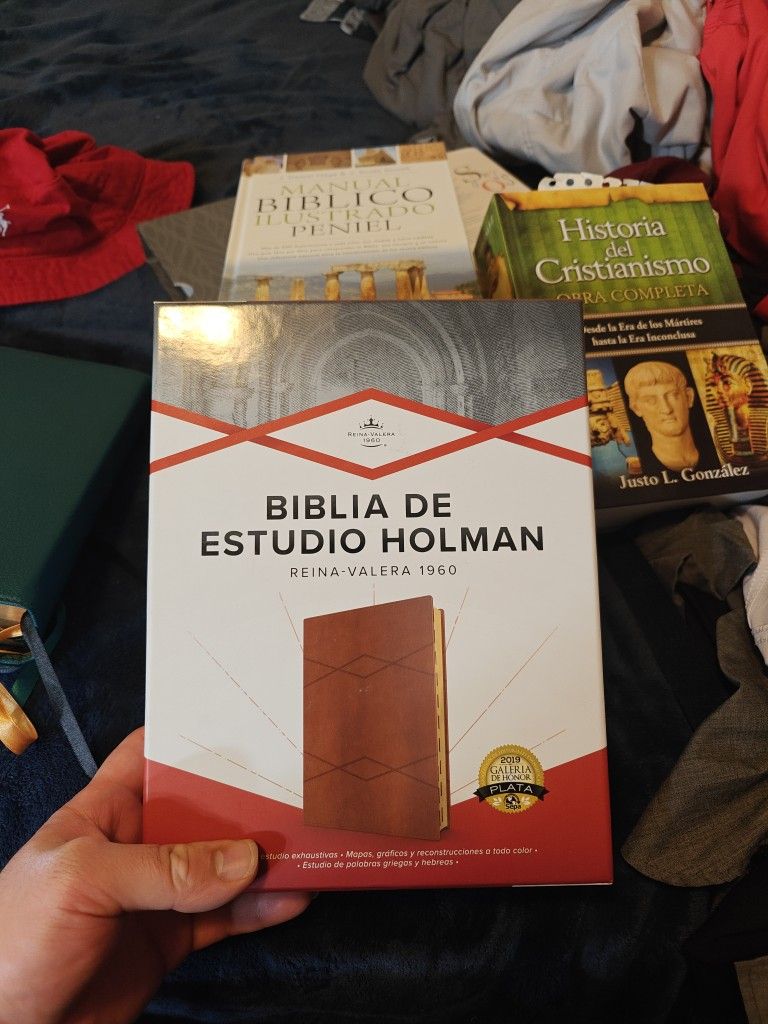 MANUAL
BÍBLICO
ILUSTRADO
PENIEL
Historia
del
Cristianismo
OBRA COMPLETA
Desde la Era de los Mártires
hasta la Era Inconclusa
Justo L. González
REINA-VALERA
1960
BIBLIA DE
ESTUDIO HOLMAN
REINA-VALERA 1960
2019
GALERÍA
DE HONOR
PLATA
Sepa
estudio exhaustivas • Mapas, gráficos y reconstrucciones a todo color •
• Estudio de palabras griegas y hebreas •